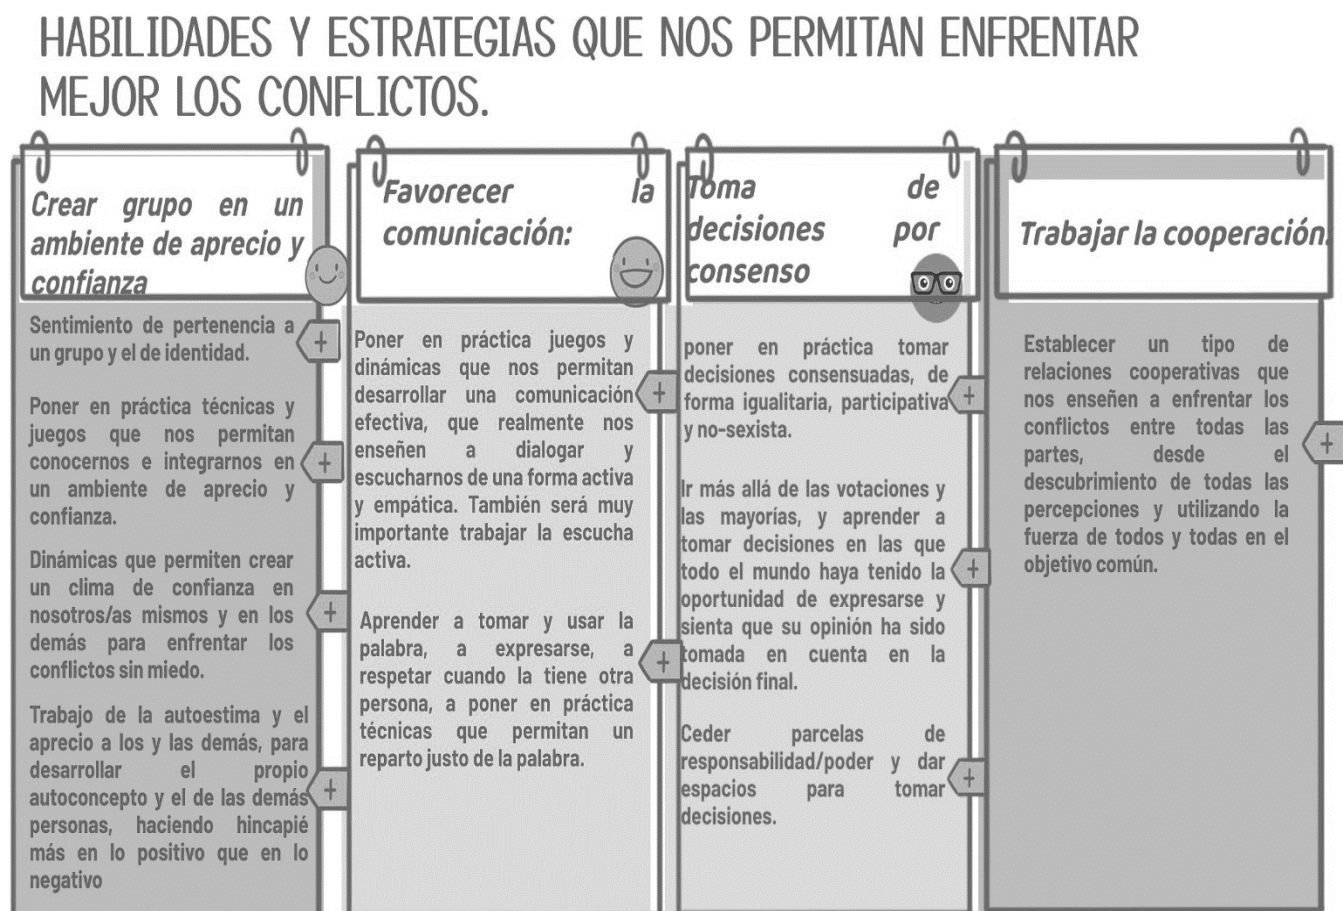 HABILIDADES Y ESTRATEGIAS QUE NOS PERMITAN ENFRENTAR
MEJOR LOS CONFLICTOS.
Crear grupo en un
ambiente de aprecio y
confianza
Sentimiento de pertenencia a
un grupo y el de identidad.
Poner en práctica técnicas y
juegos que nos permitan
conocernos e integrarnos en
un ambiente de aprecio y
confianza.
Dinámicas que permiten crear
un clima de confianza en
nosotros/as mismos y en los
demás para enfrentar los
conflictos sin miedo.
Trabajo de la autoestima y el
aprecio a los y las demás, para
desarrollar el propio
autoconcepto y el de las demás
personas, haciendo hincapié
más en lo positivo que en lo
negativo
Favorecer la
comunicación:
Poner en práctica juegos y
dinámicas que nos permitan
desarrollar una comunicación
efectiva, que realmente nos
enseñen a dialogar y
escucharnos de una forma activa
y empática. También será muy
importante trabajar la escucha
activa.
Aprender a tomar y usar la
palabra, a expresarse, a
respetar cuando la tiene otra
persona, a poner en práctica
técnicas que permitan un
reparto justo de la palabra.
Toma de
decisiones por
consenso
poner en práctica tomar
decisiones consensuadas, de
forma igualitaria, participativa
y no-sexista.
Ir más allá de las votaciones y
las mayorías, y aprender a
tomar decisiones en las que
todo el mundo haya tenido la
oportunidad de expresarse y
sienta que su opinión ha sido
tomada en cuenta en la
decisión final.
Ceder parcelas de
responsabilidad/poder y dar
espacios para tomar
decisiones.
Trabajar la cooperación.
Establecer un tipo de
relaciones cooperativas que
nos enseñen a enfrentar los
conflictos entre todas las
partes, desde el
descubrimiento de todas las
percepciones y utilizando la
fuerza de todos y todas en el
objetivo común.